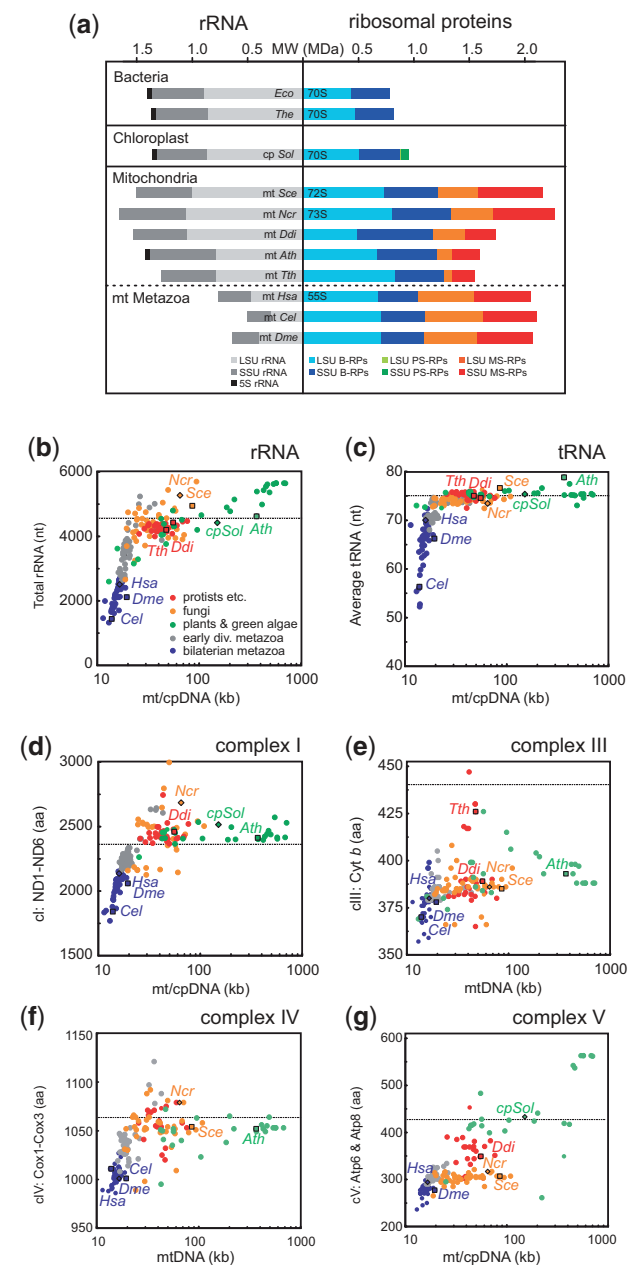 (a) rRNA ribosomal proteins
1.5 1.0 0.5 MW (MDa) 0.5 1.0 1.5 2.0
Bacteria
Eco 70S
The 70S
Chloroplast
cp Sol 70S
Mitochondria
mt Sce 72S
mt Ncr 73S
mt Ddi
mt Ath
mt Tth
mt Metazoa
mt Hsa 55S
mt Cel
mt Dme
LSU rRNA LSU B-RPs LSU PS-RPs LSU MS-RPs
SSU rRNA SSU B-RPs SSU PS-RPs SSU MS-RPs
5S rRNA
(b) rRNA
Total rRNA (nt)
6000
4000
2000
0
Ncr
Sce
Ath
cpSol
Ddi
Tth
Hsa
Dme
Cel
protists etc.
fungi
plants & green algae
early div. metazoa
bilaterian metazoa
10 100 1000
mt/cpDNA (kb)
(c) tRNA
Average tRNA (nt)
80
70
60
50
40
Tth Ddi Sce Ath
cpSol
Ncr
Hsa
Dme
Cel
10 100 1000
mt/cpDNA (kb)
(d) complex I
cI: ND1-ND6 (aa)
3000
2500
2000
1500
Ncr
Ddi cpSol
Ath
Hsa
Dme
Cel
10 100 1000
mt/cpDNA (kb)
(e) complex III
cIII: Cyt b (aa)
450
425
400
375
350
Tth
Ddi Ncr Ath
Hsa Sce
Dme
Cel
10 100 1000
mtDNA (kb)
(f) complex IV
cIV: Cox1-Cox3 (aa)
1150
1100
1050
1000
950
Ncr
Sce
Ath
Cel
Dme
Hsa
10 100 1000
mtDNA (kb)
(g) complex V
cV: Atp6 & Atp8 (aa)
600
500
400
300
200
cpSol
Ddi
Ncr
Hsa
Sce
Dme
10 100 1000
mt/cpDNA (kb)